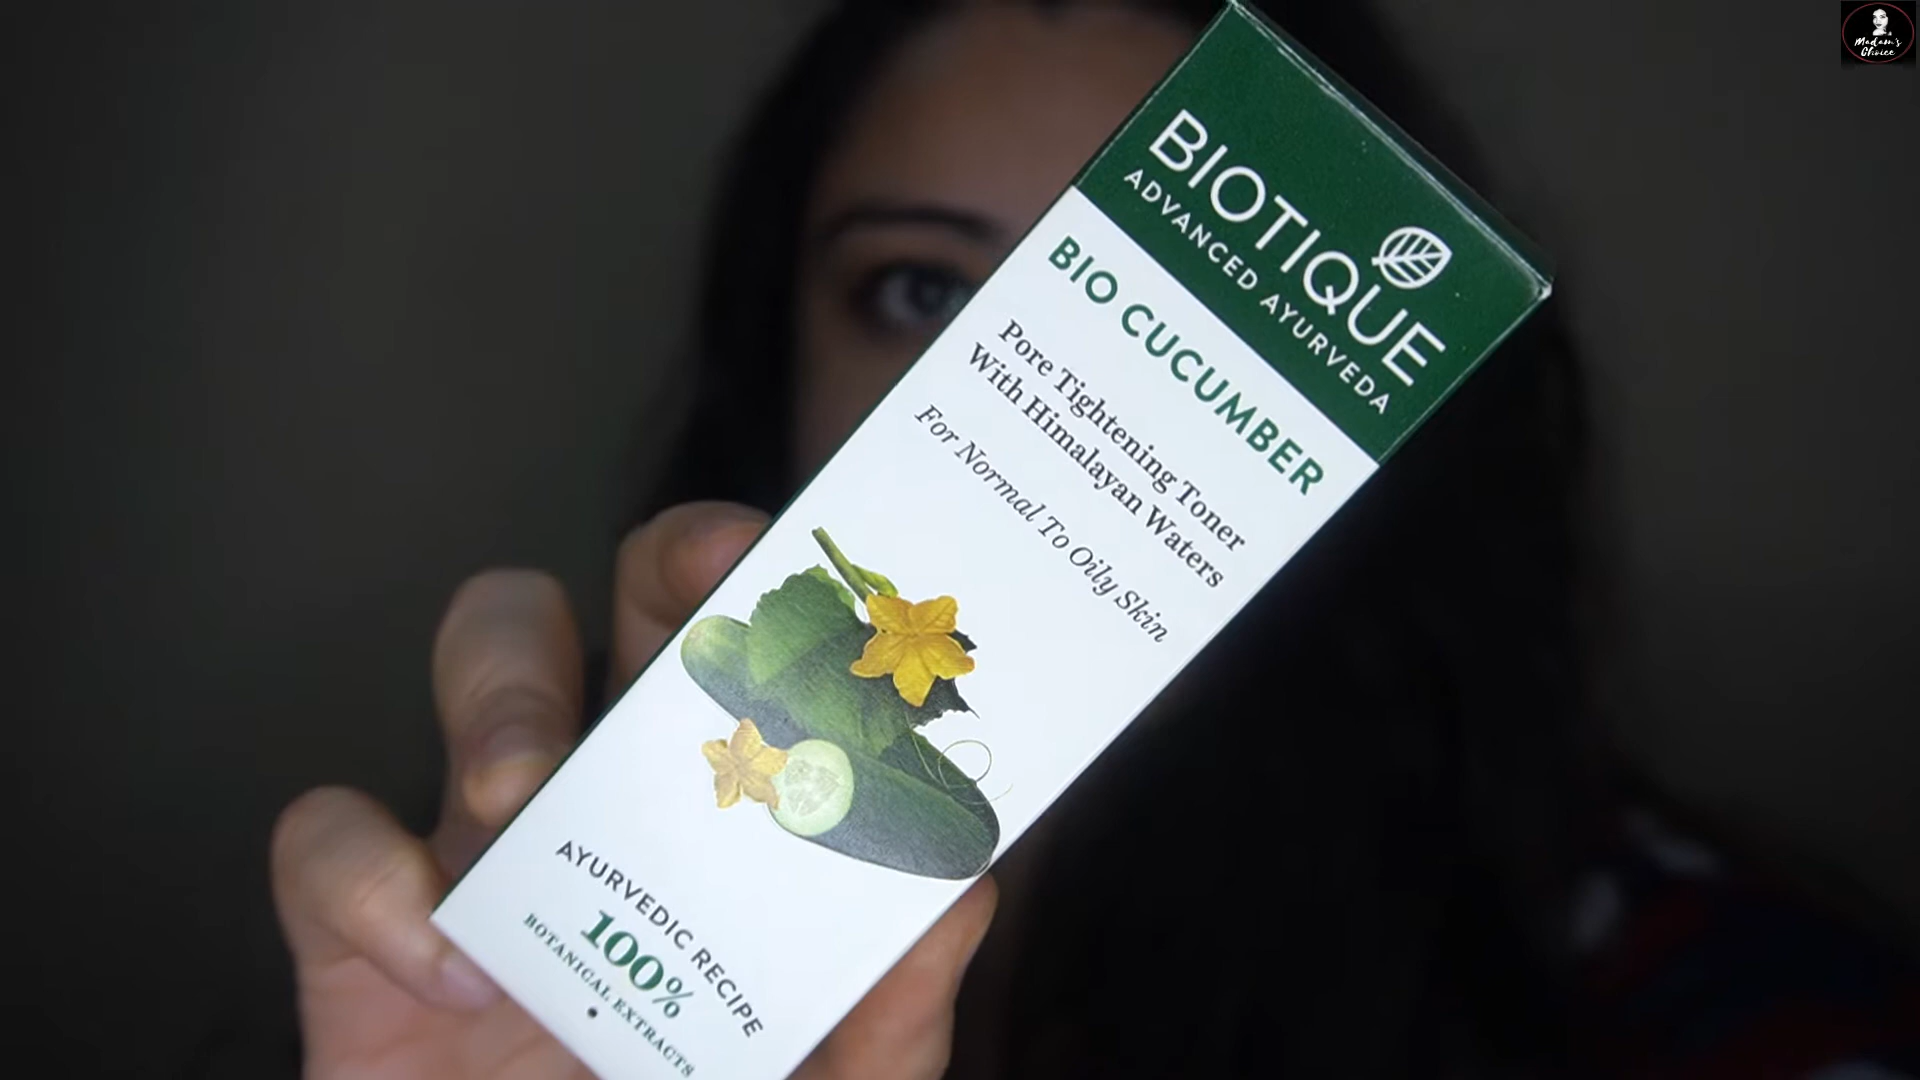 Madam's
Choice
BIOTIQUE
ADVANCED AYURVEDA
BIO CUCUMBER
Pore Tightening Toner
With Himalayan Waters
For Normal To Oily Skin
AYURVEDIC RECIPE
100%
BOTANICAL EXTRACTS